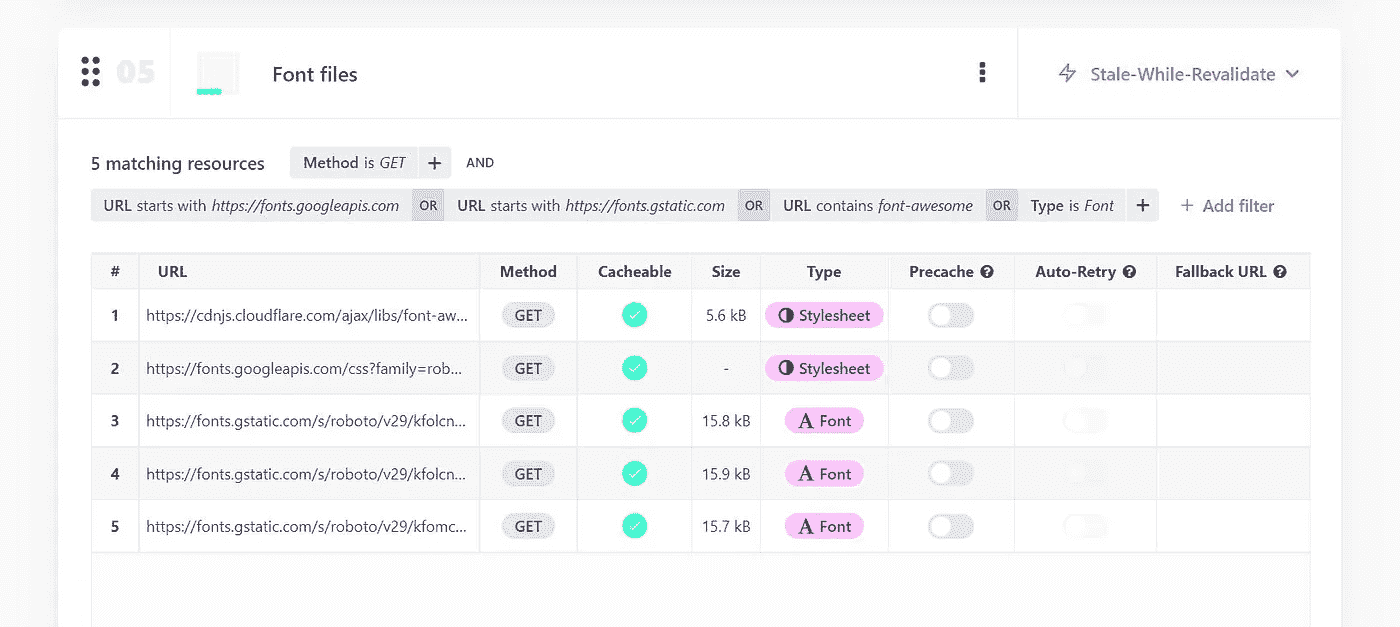 05 Font files Stale-While-Revalidate
5 matching resources Method is GET + AND
URL starts with https://fonts.googleapis.com OR URL starts with https://fonts.gstatic.com OR URL contains font-awesome OR Type is Font + + Add filter
# URL Method Cacheable Size Type Precache ? Auto-Retry ? Fallback URL ?
1 https://cdnjs.cloudflare.com/ajax/libs/font-aw... GET 5.6 kB Stylesheet
2 https://fonts.googleapis.com/css?family=rob... GET - Stylesheet
3 https://fonts.gstatic.com/s/roboto/v29/kfolcn... GET 15.8 kB A Font
4 https://fonts.gstatic.com/s/roboto/v29/kfolcn... GET 15.9 kB A Font
5 https://fonts.gstatic.com/s/roboto/v29/kfomc... GET 15.7 kB A Font